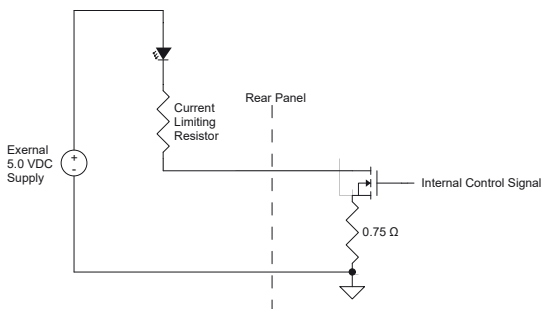 Rear Panel
Current
Limiting
Resistor
Exernal
5.0 VDC
Supply
+
-
Internal Control Signal
0.75 Ω